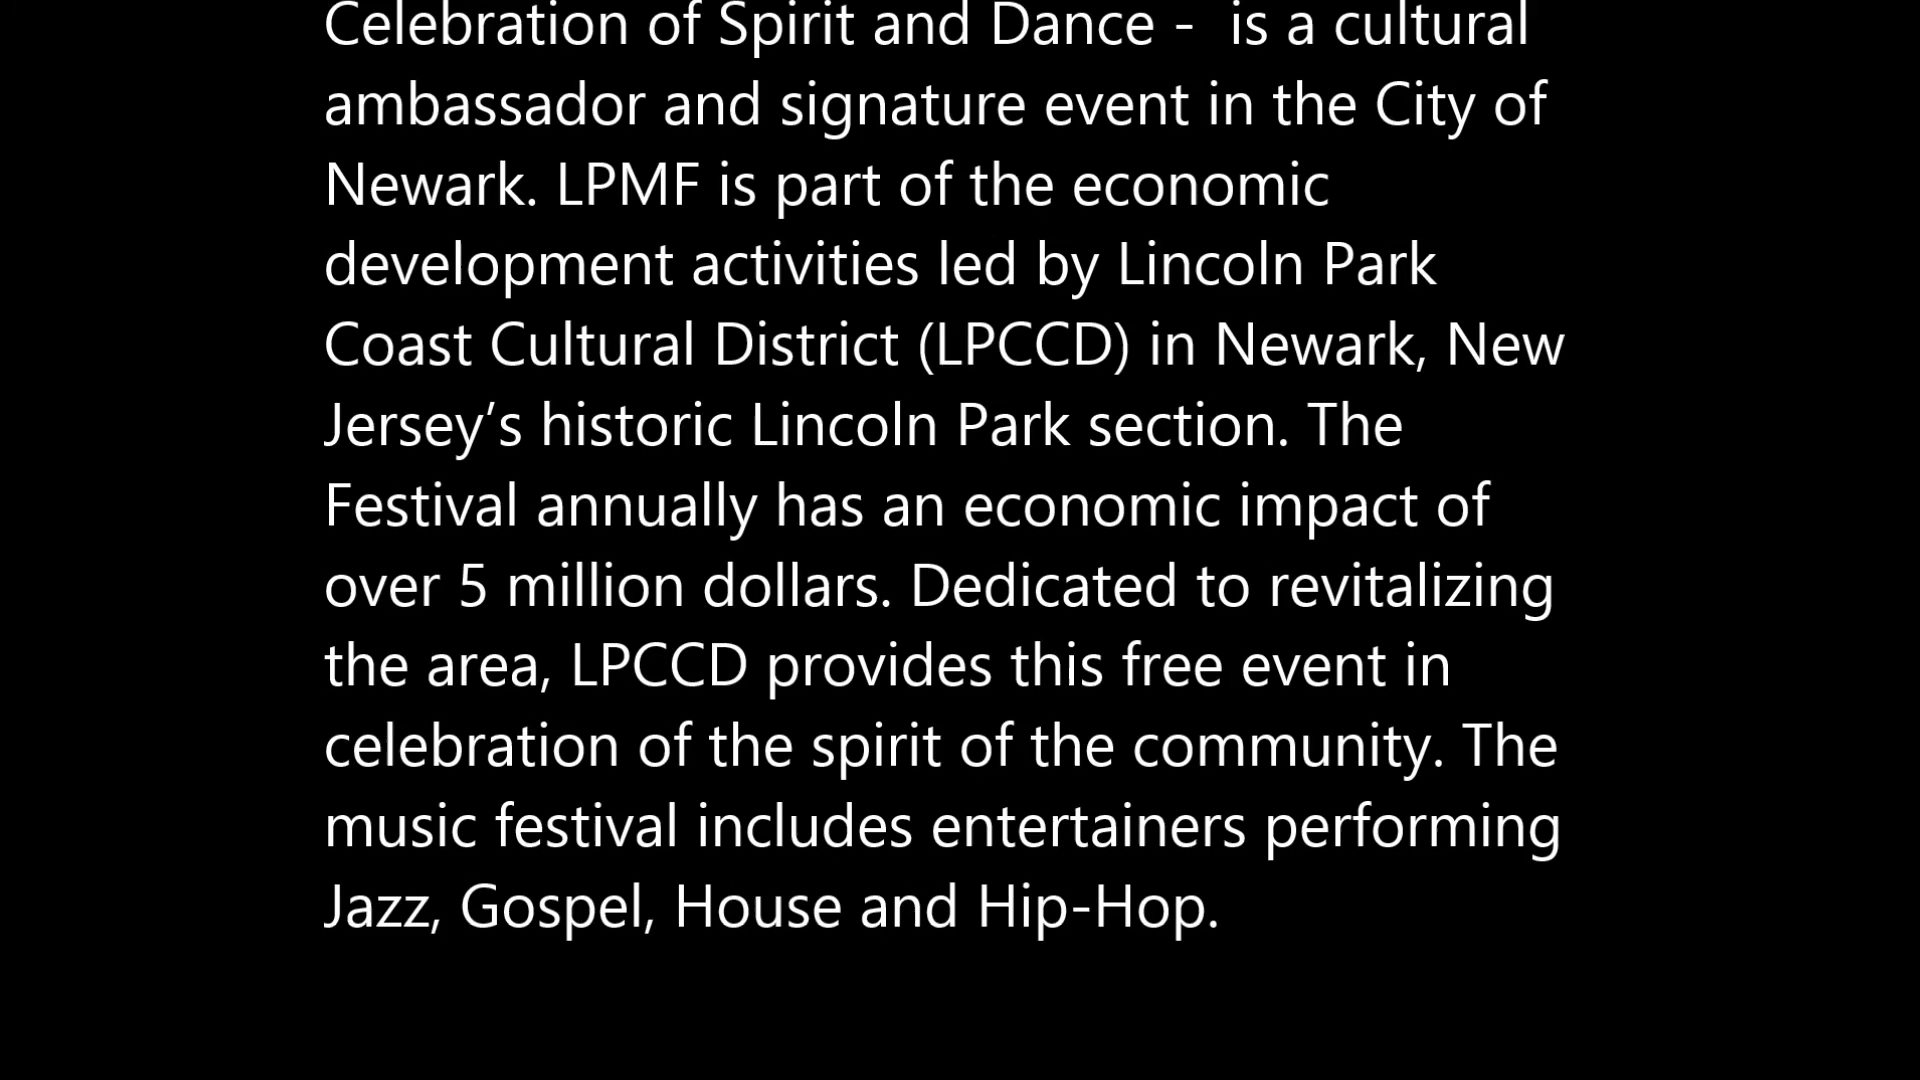 Celebration of Spirit and Dance -  is a cultural
ambassador and signature event in the City of
Newark. LPMF is part of the economic
development activities led by Lincoln Park
Coast Cultural District (LPCCD) in Newark, New
Jersey’s historic Lincoln Park section. The
Festival annually has an economic impact of
over 5 million dollars. Dedicated to revitalizing
the area, LPCCD provides this free event in
celebration of the spirit of the community. The
music festival includes entertainers performing
Jazz, Gospel, House and Hip-Hop.